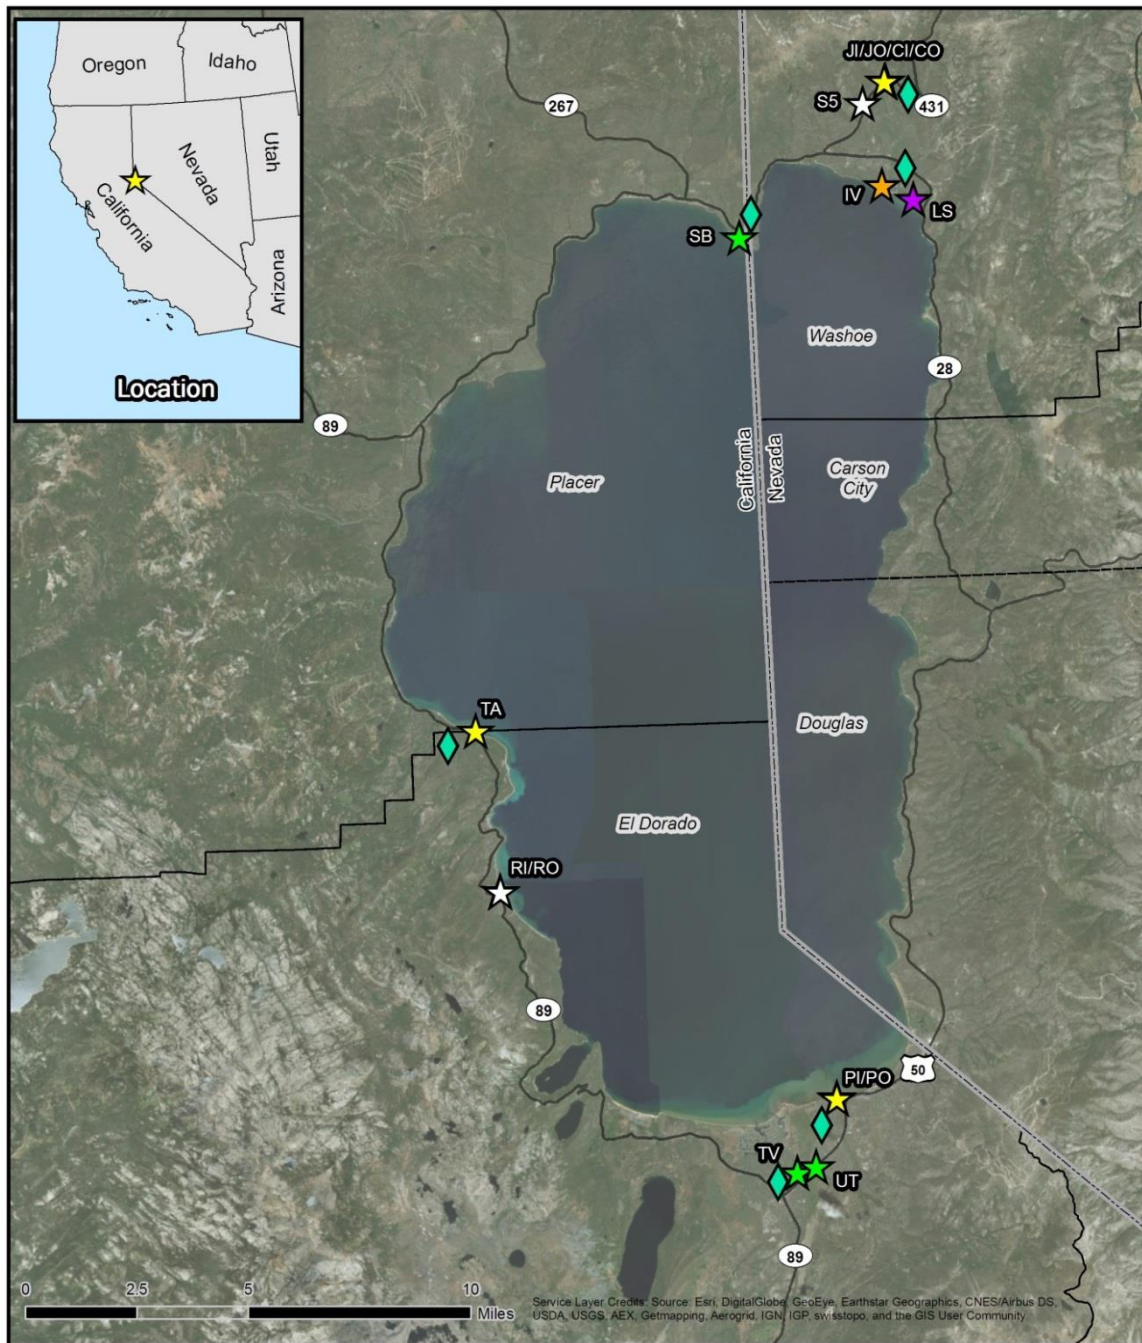 Oregon
Idaho
Nevada
Utah
California
Arizona
Location
JI/JO/CI/CO
S5
431
267
IV
LS
SB
Washoe
28
89
California
Nevada
Carson
City
Placer
TA
Douglas
El Dorado
RI/RO
89
50
PI/PO
TV
UT
89
0
2.5
5
10
Miles
Service Layer Credits: Source: Esri, DigitalGlobe, GeoEye, Earthstar Geographics, CNES/Airbus DS,
USDA, USGS, AEX, Getmapping, Aerogrid, IGN, IGP, swisstopo, and the GIS User Community